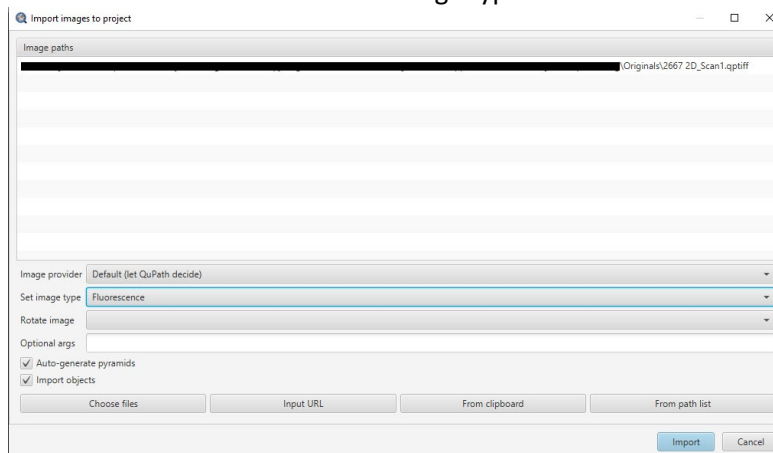 Import images to project
Image paths
\Originals\2667 2D_Scan1.qptiff
Image provider Default (let QuPath decide)
Set image type Fluorescence
Rotate image
Optional args
Auto-generate pyramids
Import objects
Choose files Input URL From clipboard From path list
Import Cancel